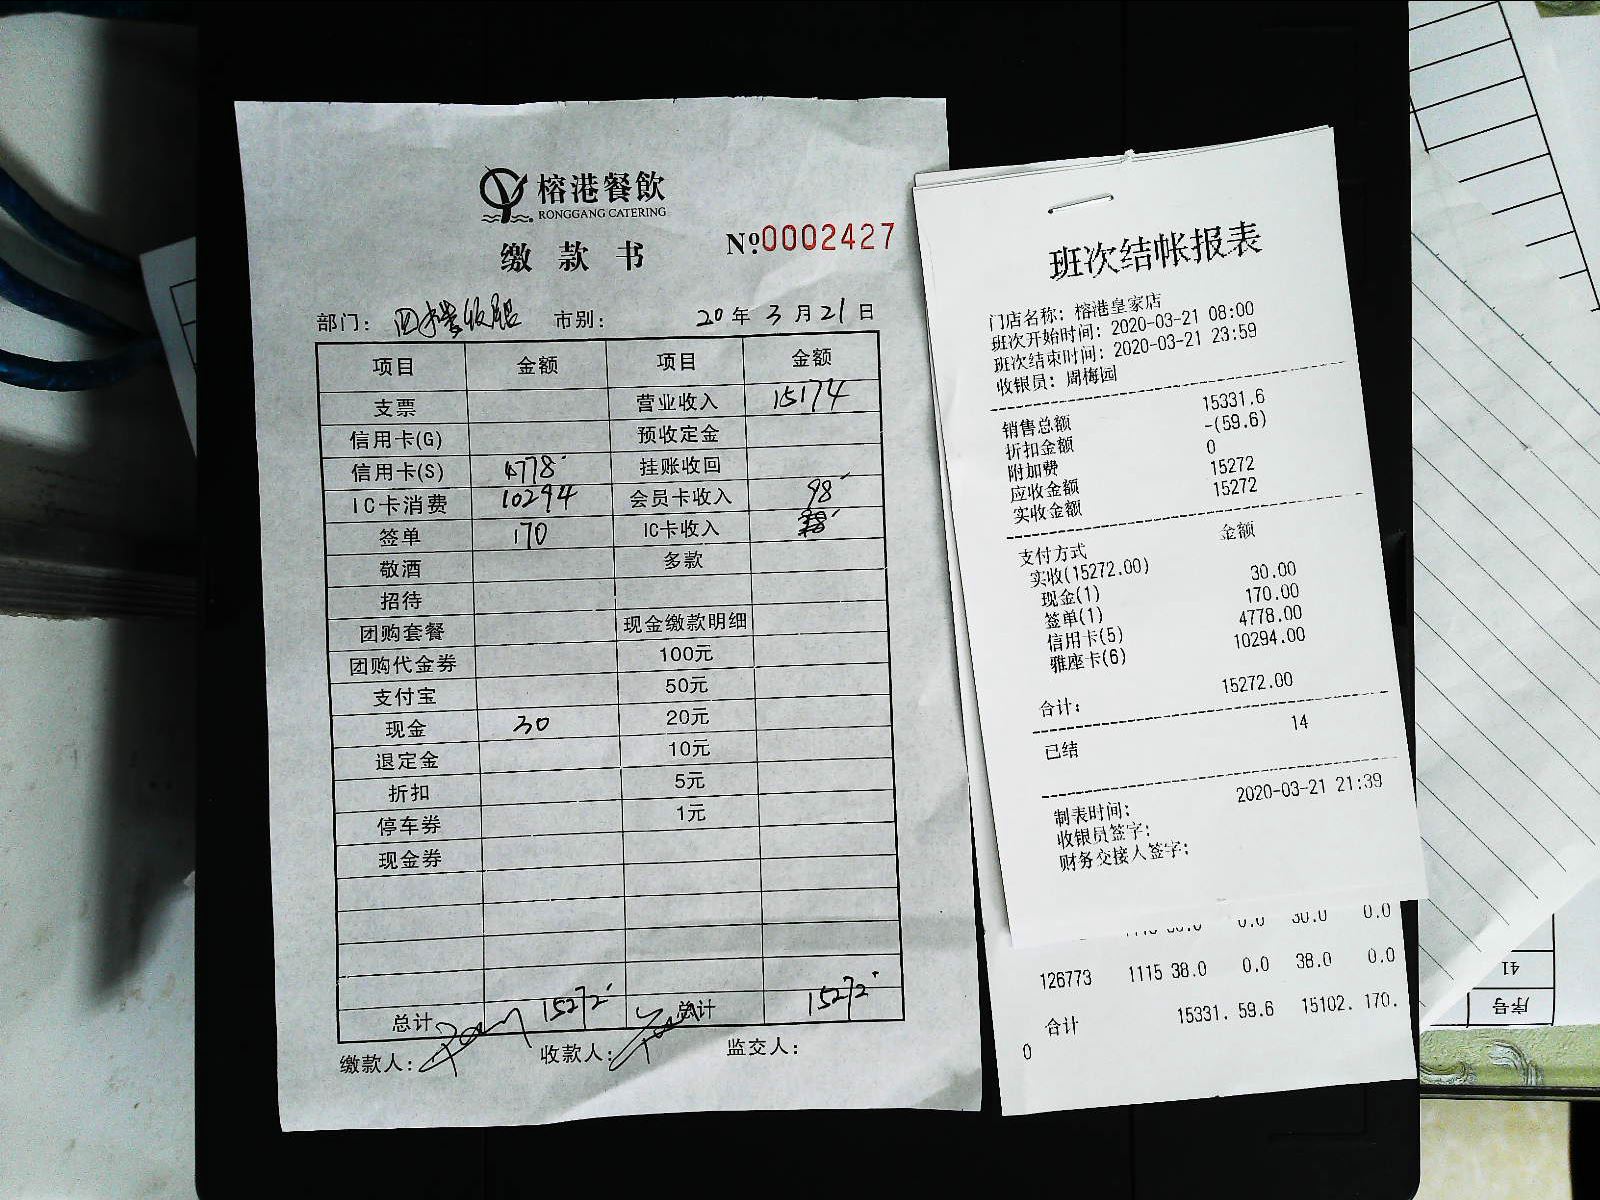 榕港餐飲
RONGGANG CATERING
缴款书
№0002427
部门： 市别： 20年3月21日
项目 金额 项目 金额
支票 营业收入 15174
信用卡(G) 预收定金
信用卡(S) 4778 挂账收回
IC卡消费 10294 会员卡收入 98
签单 170 IC卡收入
敬酒 多款
招待
团购套餐 现金缴款明细
团购代金券 100元
支付宝 50元
现金 30 20元
退定金 10元
折扣 5元
停车券 1元
现金券
总计 15272 总计 15272
缴款人： 收款人： 监交人：
班次结帐报表
门店名称：榕港皇家店
班次开始时间：2020-03-21 08:00
班次结束时间：2020-03-21 23:59
收银员：周梅园
销售总额 15331.6
折扣金额 -(59.6)
附加费 0
应收金额 15272
实收金额 15272
支付方式 金额
实收(15272.00)
现金(1) 30.00
签单(1) 170.00
信用卡(5) 4778.00
雅座卡(6) 10294.00
合计： 15272.00
已结 14
制表时间： 2020-03-21 21:39
收银员签字：
财务交接人签字：
0.0 30.0 0.0
126773 1115 38.0 0.0 38.0 0.0
合计 15331. 59.6 15102. 170.
0
41
序号